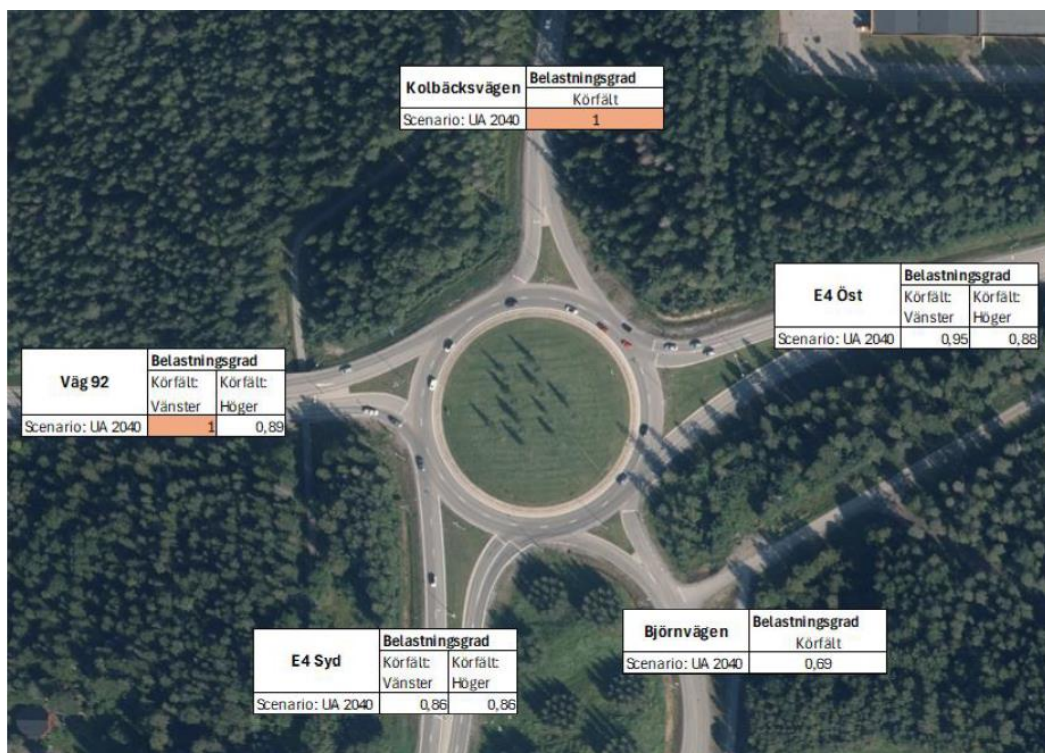 Kolbäcksvägen Belastningsgrad
Körfält
Scenario: UA 2040 1
E4 Öst Belastningsgrad
Körfält: Körfält:
Vänster Höger
Scenario: UA 2040 0,95 0,88
Väg 92 Belastningsgrad
Körfält: Körfält:
Vänster Höger
Scenario: UA 2040 1 0,89
E4 Syd Belastningsgrad
Körfält: Körfält:
Vänster Höger
Scenario: UA 2040 0,86 0,86
Björnvägen Belastningsgrad
Körfält
Scenario: UA 2040 0,69